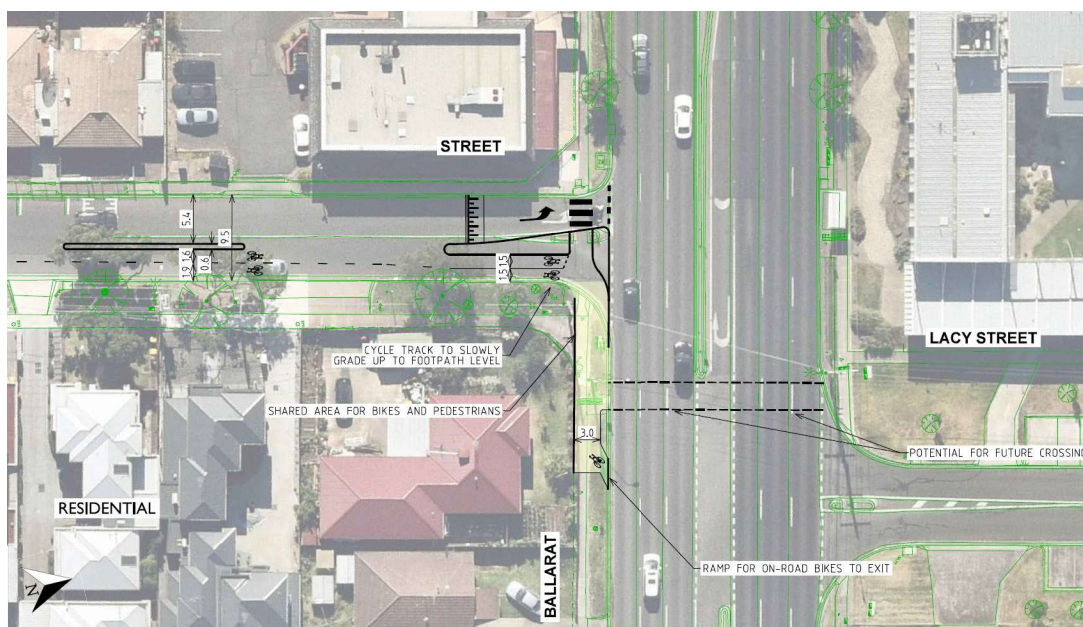 STREET
5.4
9.5
1.9 1.6
0.6
1.5 1.5
LACY STREET
CYCLE TRACK TO SLOWLY
GRADE UP TO FOOTPATH LEVEL
SHARED AREA FOR BIKES AND PEDESTRIANS
3.0
POTENTIAL FOR FUTURE CROSSING
RESIDENTIAL
RAMP FOR ON-ROAD BIKES TO EXIT
BALLARAT
N